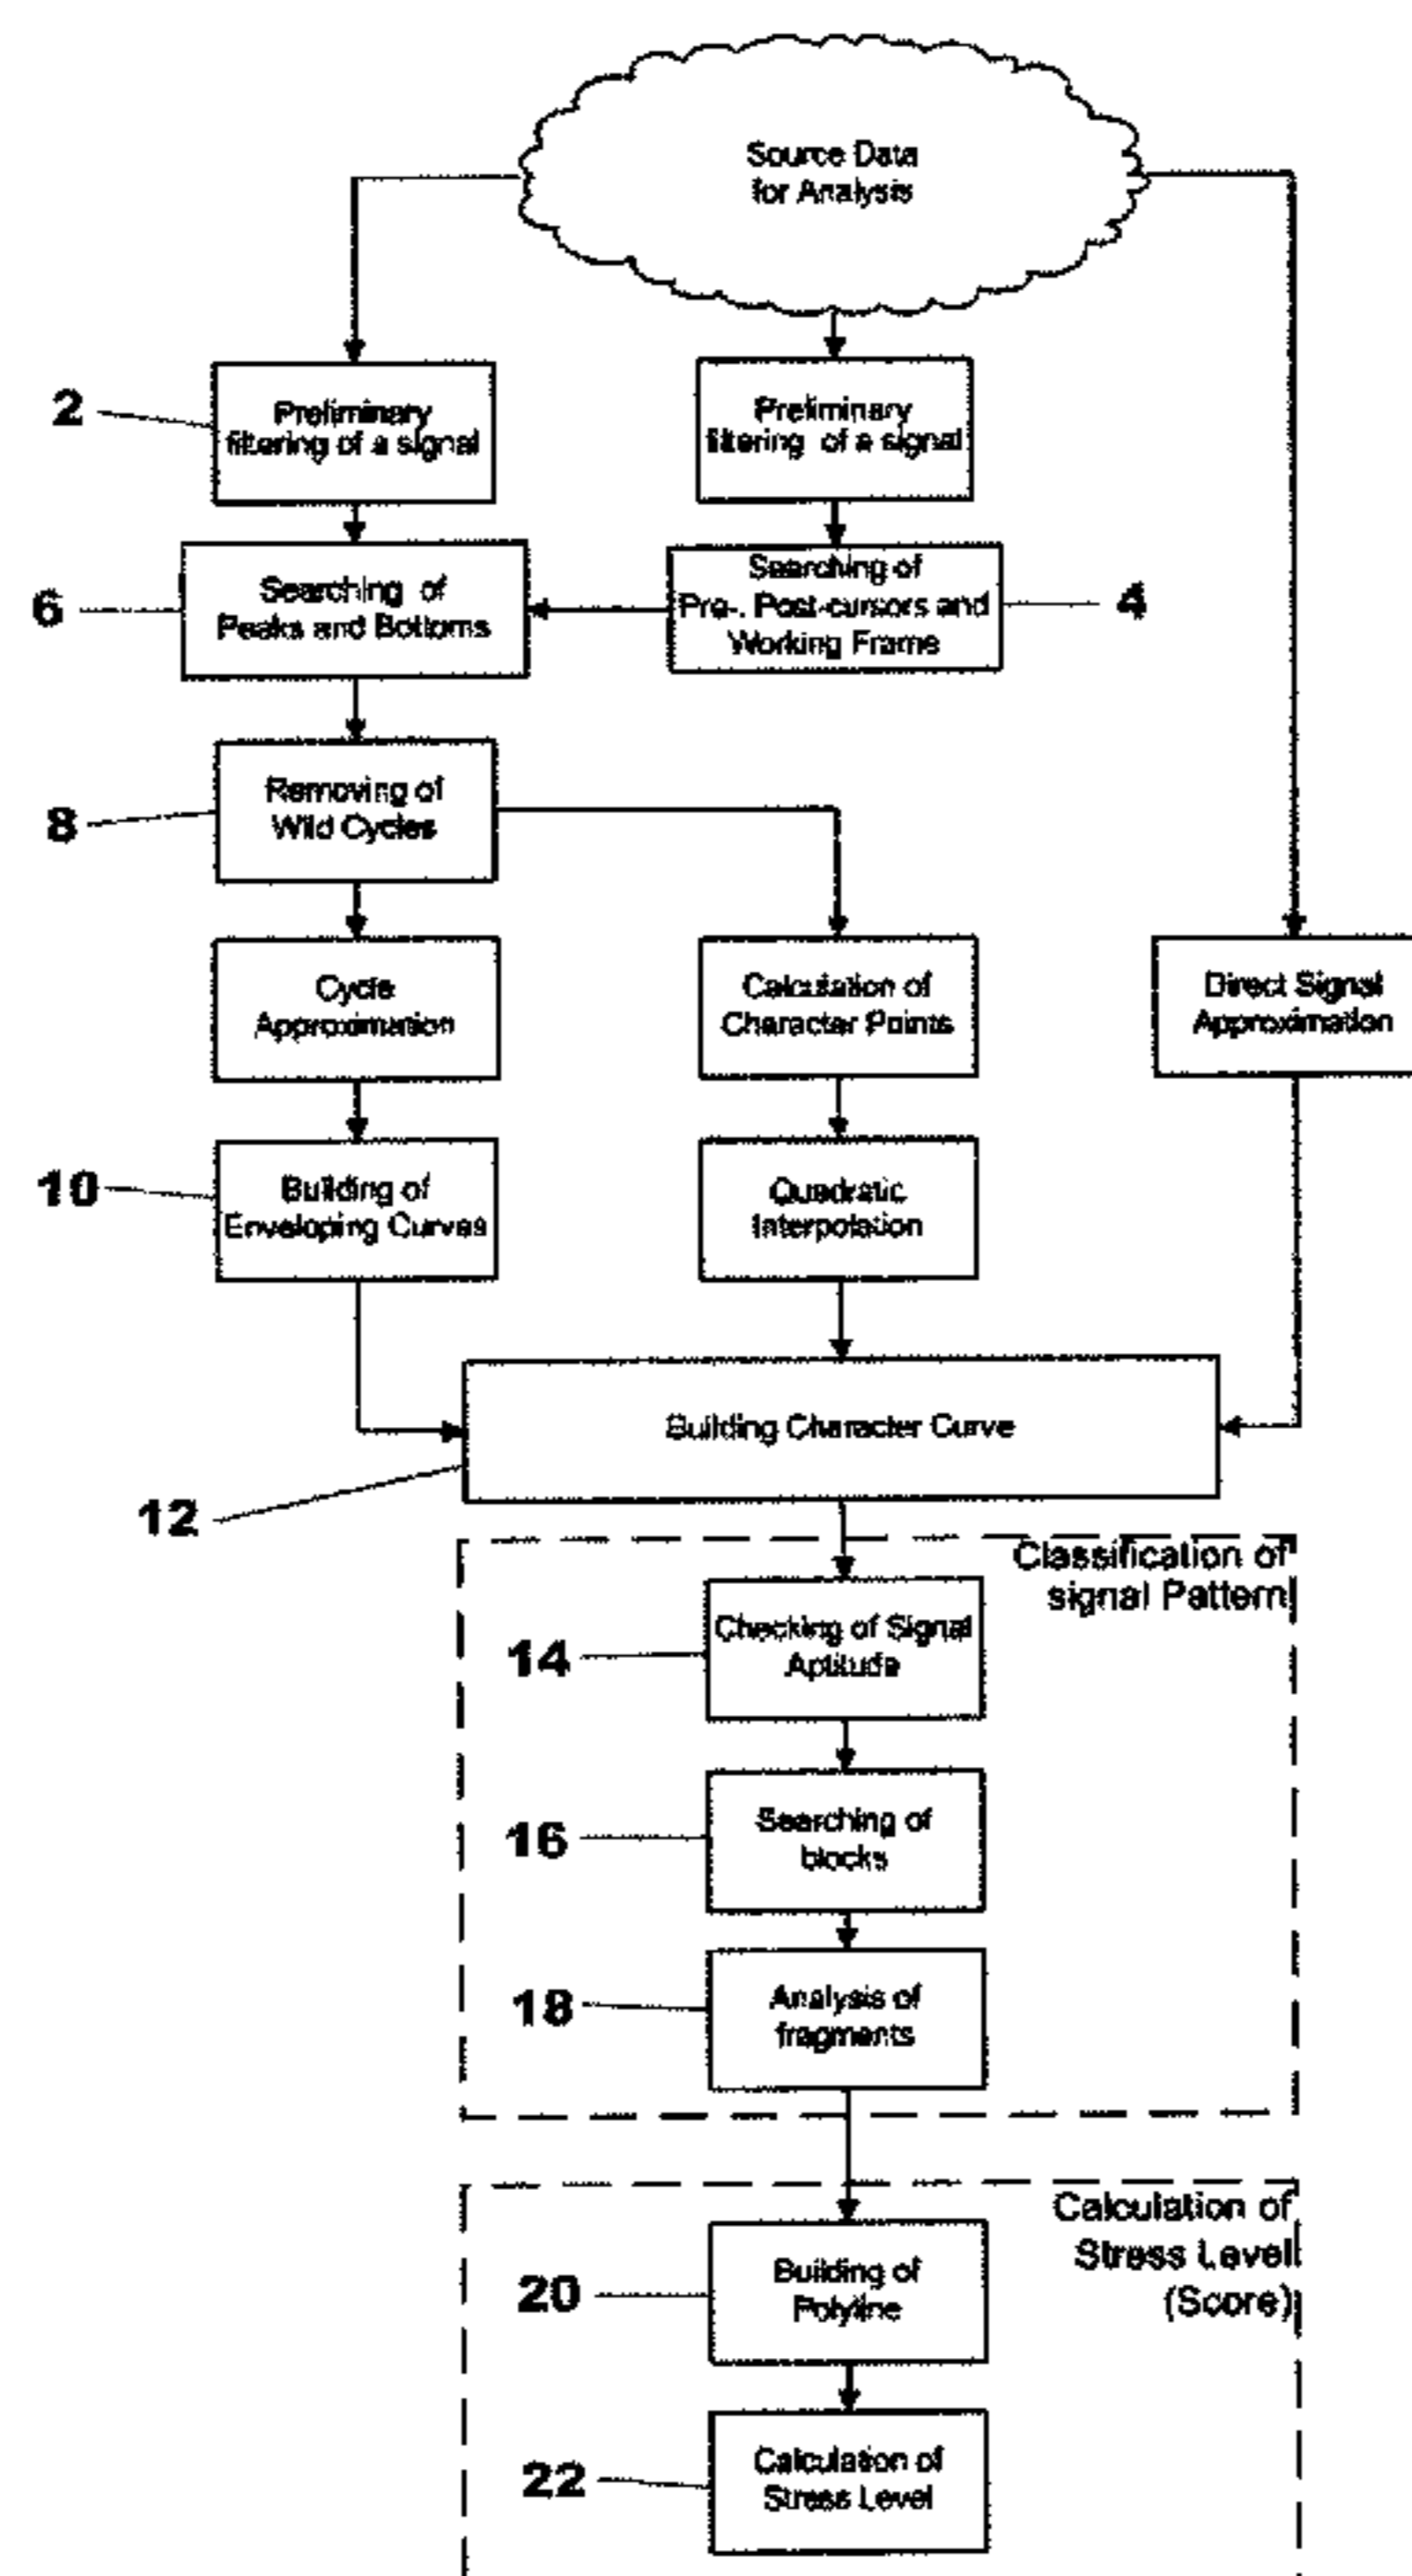 Source Data
for Analysis
2
Preliminary
filtering of a signal
Preliminary
filtering of a signal
6
Searching of
Peaks and Bottoms
Searching of
Pre-, Post-cursors and
Working Frame
4
8
Removing of
Wild Cycles
Cycle
Approximation
Calculation of
Character Points
Direct Signal
Approximation
10
Building of
Enveloping Curves
Quadratic
Interpolation
Building Character Curve
12
Classification of
signal Pattern
14
Checking of Signal
Aptitude
16
Searching of
blocks
18
Analysis of
fragments
Calculation of
Stress Level
(Score)
20
Building of
Polyline
22
Calculation of
Stress Level